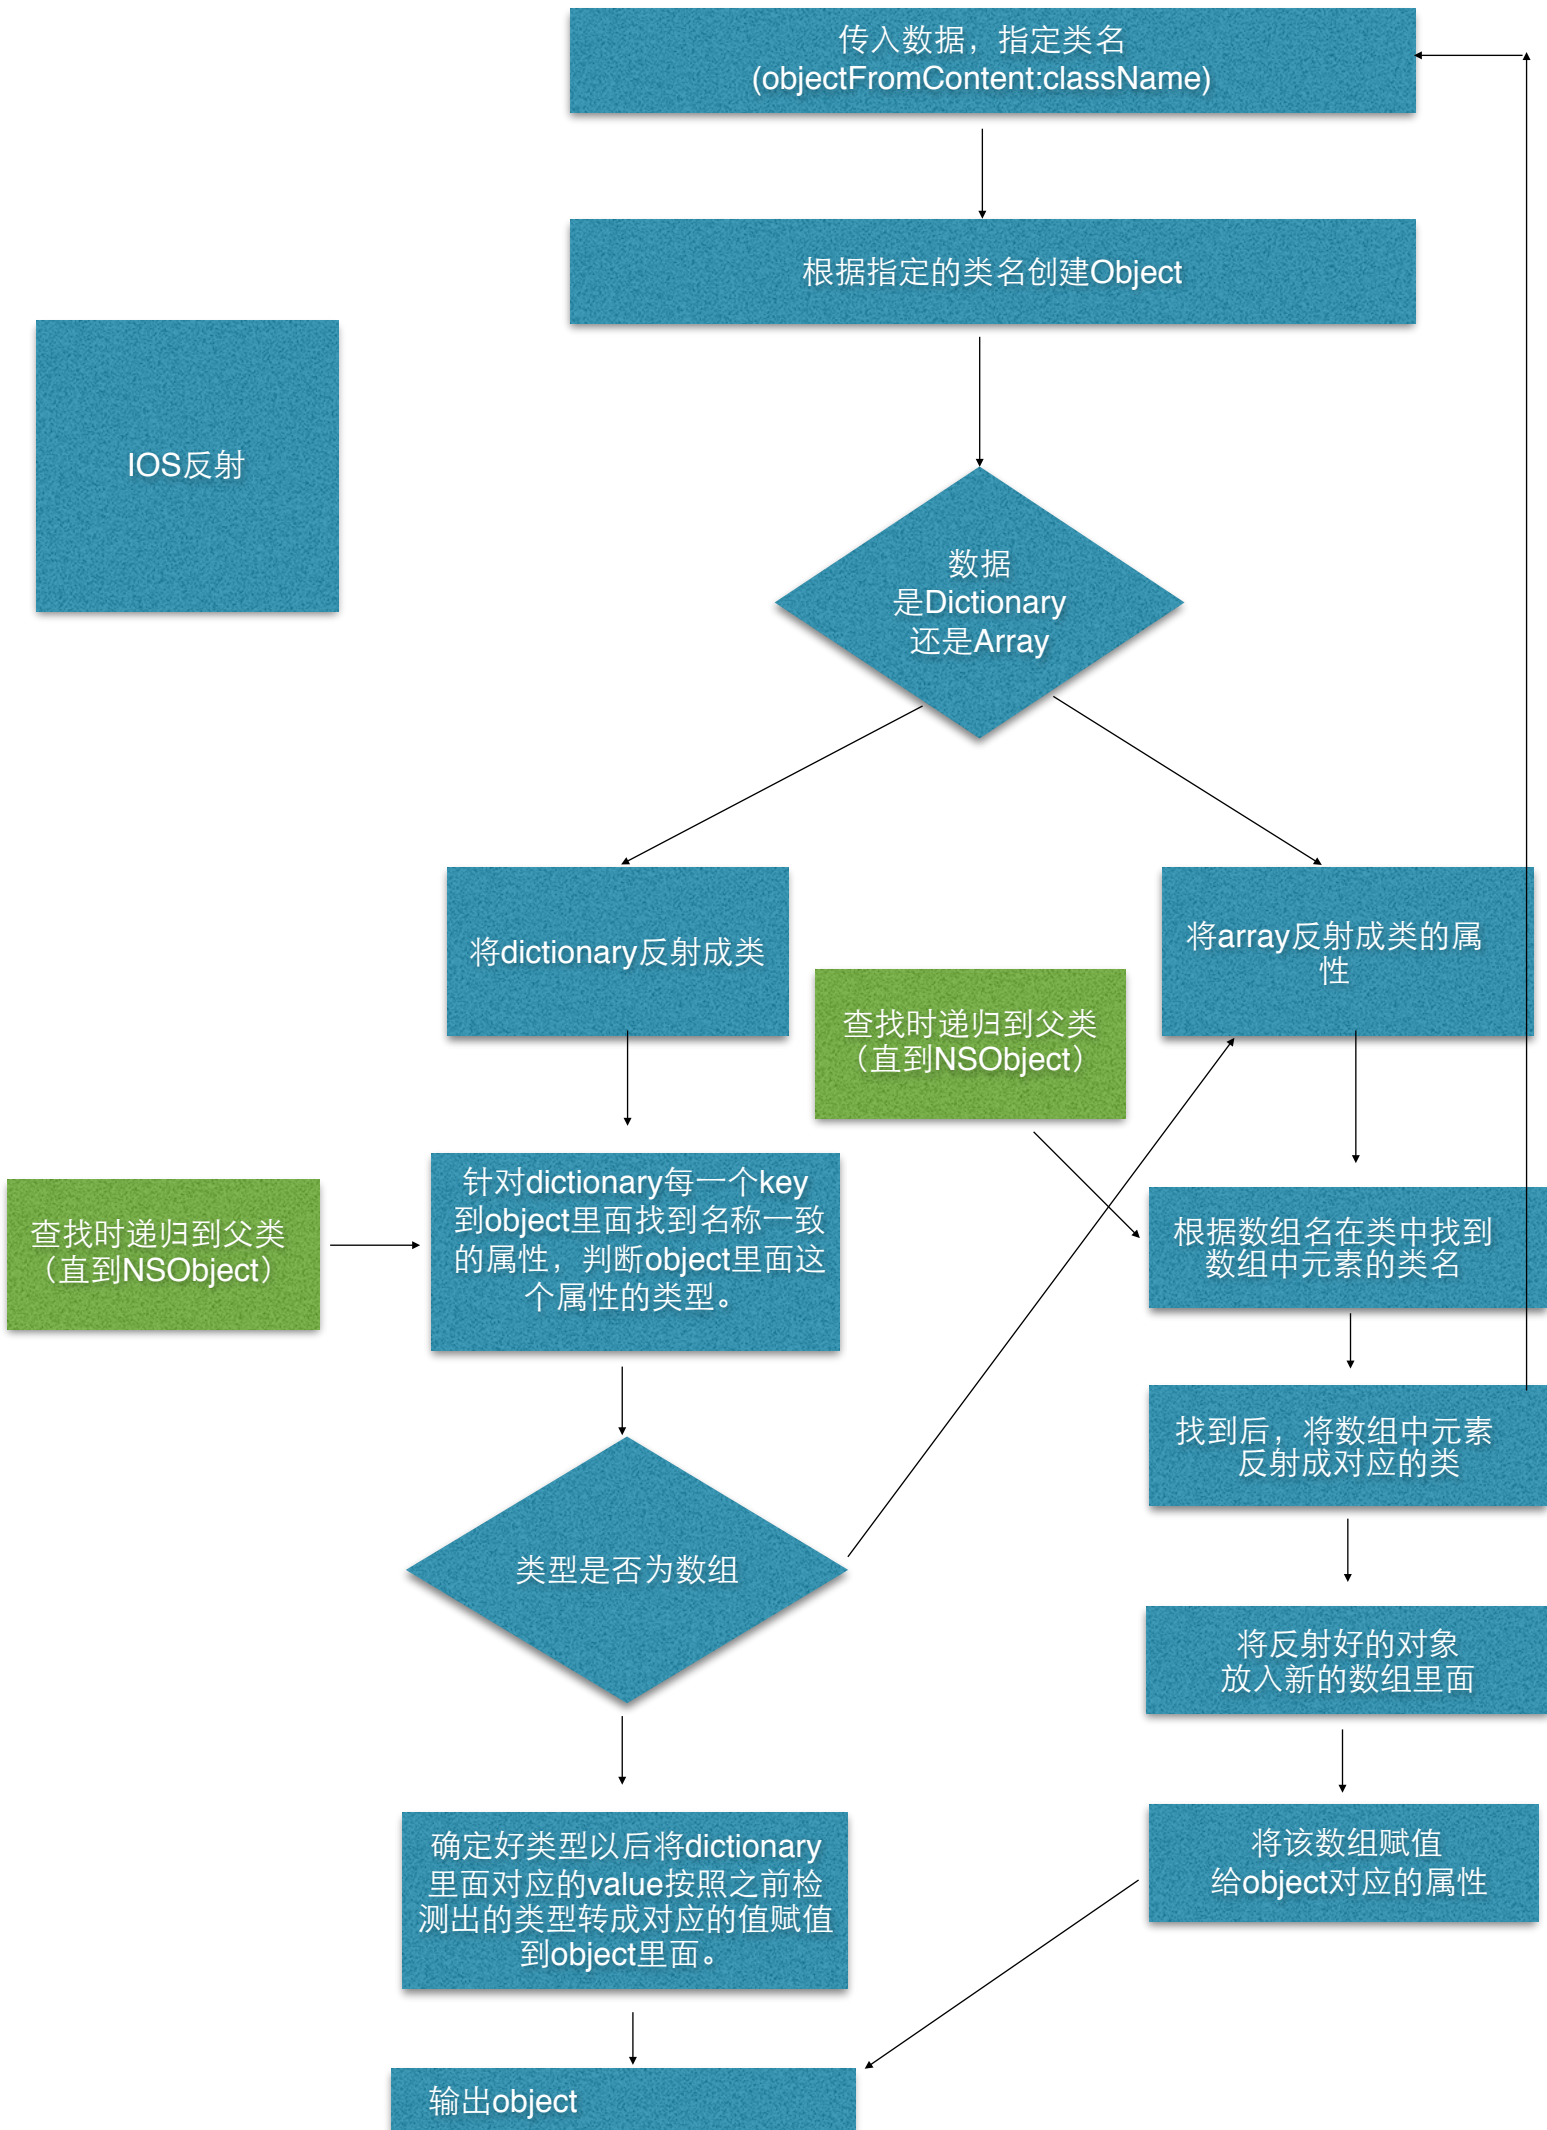 传入数据，指定类名
(objectFromContent:className)
根据指定的类名创建Object
IOS反射
数据
是Dictionary
还是Array
将dictionary反射成类
将array反射成类的属
性
查找时递归到父类
（直到NSObject）
针对dictionary每一个key
到object里面找到名称一致
的属性，判断object里面这
个属性的类型。
查找时递归到父类
（直到NSObject）
根据数组名在类中找到
数组中元素的类名
找到后，将数组中元素
反射成对应的类
类型是否为数组
将反射好的对象
放入新的数组里面
确定好类型以后将dictionary
里面对应的value按照之前检
测出的类型转成对应的值赋值
到object里面。
将该数组赋值
给object对应的属性
输出object